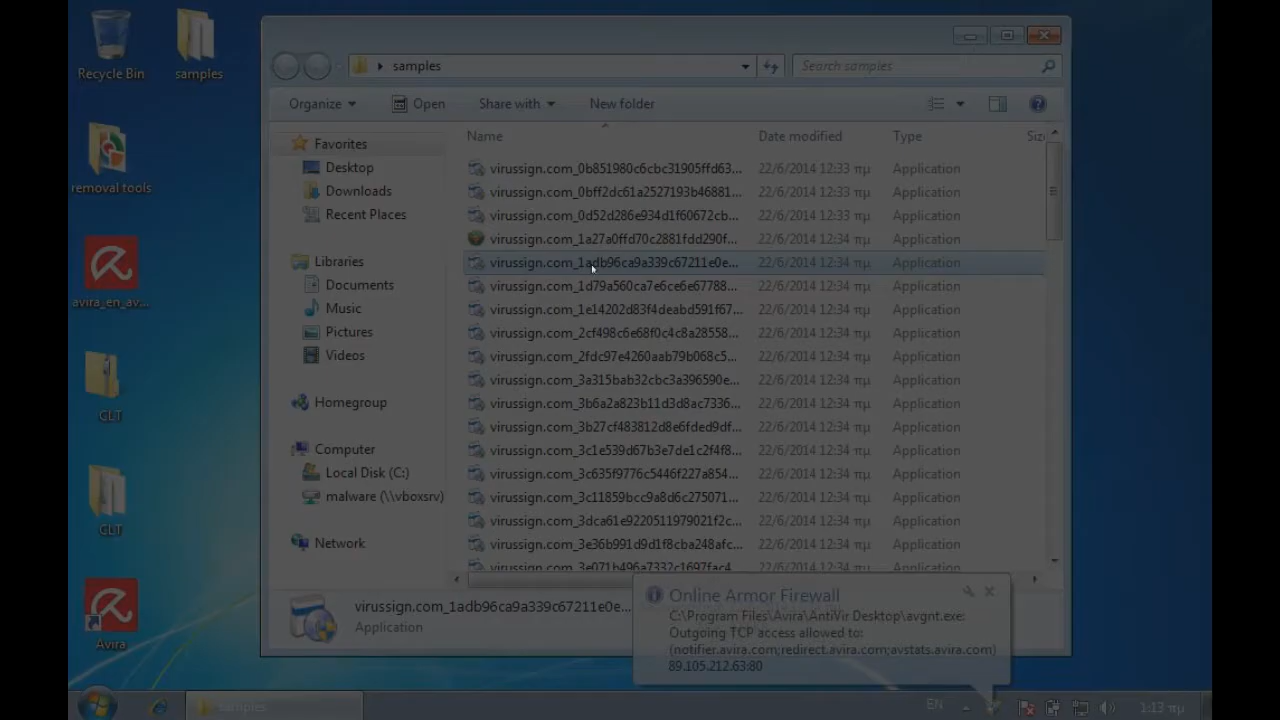 Recycle Bin
samples
removal tools
avira_en_av...
CLT
CLT
Avira
samples
Search samples
Organize
Open
Share with
New folder
Name
Date modified
Type
Siz
Favorites
Desktop
Downloads
Recent Places
Libraries
Documents
Music
Pictures
Videos
Homegroup
Computer
Local Disk (C:)
malware (\\vboxsrv)
Network
virussign.com_0b851980c6cbc31905ffd63... 22/6/2014 12:33 πμ Application
virussign.com_0bff2dc61a2527193b46881... 22/6/2014 12:33 πμ Application
virussign.com_0d52d286e934d1f60672cb... 22/6/2014 12:33 πμ Application
virussign.com_1a27a0ffd70c2881fdd290f... 22/6/2014 12:34 πμ Application
virussign.com_1adb96ca9a339c67211e0e... 22/6/2014 12:34 πμ Application
virussign.com_1d79a560ca7e6ce6e67788... 22/6/2014 12:34 πμ Application
virussign.com_1e14202d83f4deabd591f67... 22/6/2014 12:34 πμ Application
virussign.com_2cf498c6e68f0c4c8a28558... 22/6/2014 12:34 πμ Application
virussign.com_2fdc97e4260aab79b068c5... 22/6/2014 12:34 πμ Application
virussign.com_3a315bab32cbc3a396590e... 22/6/2014 12:34 πμ Application
virussign.com_3b6a2a823b11d3d8ac7336... 22/6/2014 12:34 πμ Application
virussign.com_3b27cf483812d8e6fded9df... 22/6/2014 12:34 πμ Application
virussign.com_3c1e539d67b3e7de1c2f4f8... 22/6/2014 12:34 πμ Application
virussign.com_3c635f9776c5446f227a854... 22/6/2014 12:34 πμ Application
virussign.com_3c11859bcc9a8d6c275071... 22/6/2014 12:34 πμ Application
virussign.com_3dca61e9220511979021f2c... 22/6/2014 12:34 πμ Application
virussign.com_3e36b991d9d1f8cba248afc... 22/6/2014 12:34 πμ Application
virussign.com_3e071b496a7332c1697fac4... 22/6/2014 12:34 πμ Application
virussign.com_1adb96ca9a339c67211e0e...
Application
Online Armor Firewall
C:\Program Files\Avira\AntiVir Desktop\avgnt.exe:
Outgoing TCP access allowed to:
(notifier.avira.com;redirect.avira.com;avstats.avira.com)
89.105.212.63:80
samples
EN
1:13 πμ